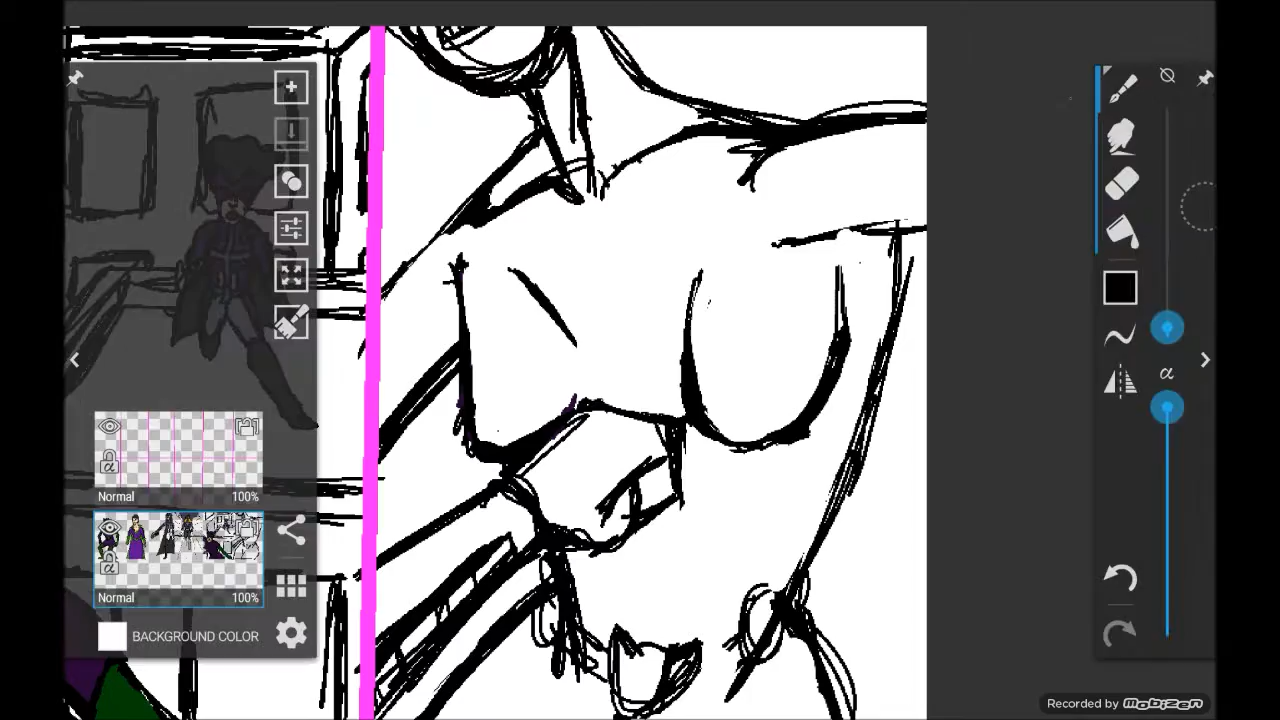 α
Normal 100%
α
Normal 100%
BACKGROUND COLOR
α
Recorded by MOBIZEN